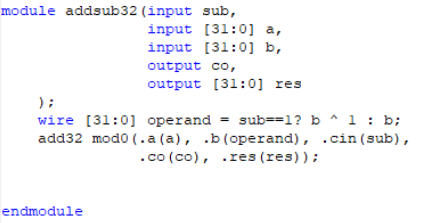 module addsub32(input sub,
input [31:0] a,
input [31:0] b,
output co,
output [31:0] res
);
wire [31:0] operand = sub==1? b ^ 1 : b;
add32 mod0(.a(a), .b(operand), .cin(sub),
.co(co), .res(res));
endmodule